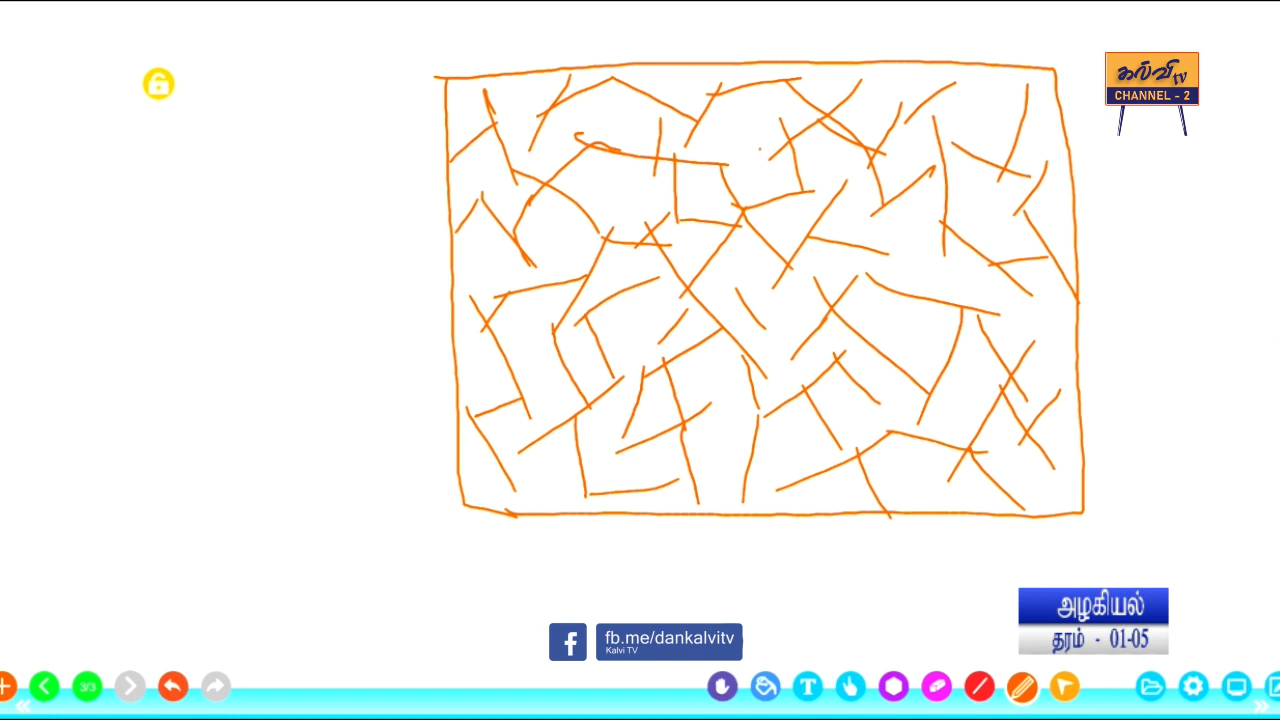 கல்வி tv
CHANNEL - 2
அழகியல்
தரம் - 01-05
fb.me/dankalvitv
Kalvi TV
3/3